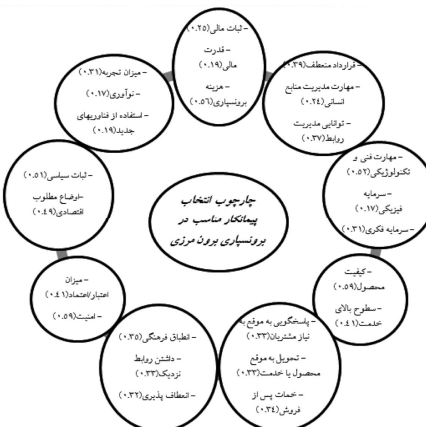 - ثبات مالی(۰.۲۵)
- قدرت
مالی(۰.۱۹)
- هزینه
برونسپاری(۰.۵۶)
- قرارداد منعطف(۰.۳۹)
- مهارت مدیریت منابع
انسانی(۰.۲۴)
- توانایی مدیریت
روابط(۰.۳۷)
- مهارت فنی و
تکنولوژیکی(۰.۵۲)
- سرمایه
فیزیکی(۰.۱۷)
- سرمایه فکری(۰.۳۱)
- کیفیت
محصول(۰.۵۹)
- سطوح بالای
خدمت(۰.۴۱)
- پاسخگویی به موقع به
نیاز مشتریان(۰.۳۳)
- تحویل به موقع
محصول یا خدمت(۰.۳۳)
- خمات پس از
فروش(۰.۳۴)
- انطباق فرهنگی(۰.۳۵)
- داشتن روابط
نزدیک(۰.۳۳)
- انعطاف پذیری(۰.۳۲)
- میزان
اعتبار/اعتماد(۰.۴۱)
- امنیت(۰.۵۹)
- ثبات سیاسی(۰.۵۱)
-اوضاع مطلوب
اقتصادی(۰.۴۹)
- میزان تجربه(۰.۳۱)
- نوآوری(۰.۱۷)
- استفاده از فناوریهای
جدید(۰.۱۹)
چارچوب انتخاب
پیمانکار مناسب در
برونسپاری برون مرزی